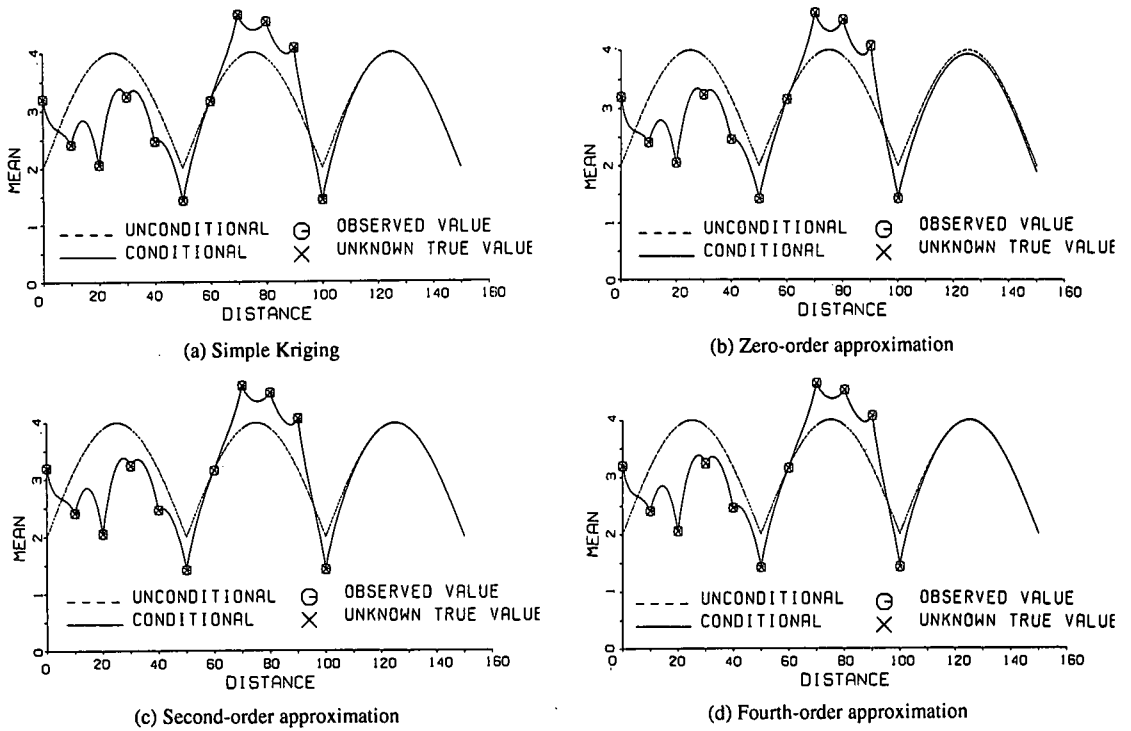 MEAN
4
3
2
1
0
UNCONDITIONAL
CONDITIONAL
OBSERVED VALUE
UNKNOWN TRUE VALUE
0 20 40 60 80 100 120 140 160
DISTANCE
(a) Simple Kriging
MEAN
4
3
2
1
0
UNCONDITIONAL
CONDITIONAL
OBSERVED VALUE
UNKNOWN TRUE VALUE
0 20 40 60 80 100 120 140 160
DISTANCE
(b) Zero-order approximation
MEAN
4
3
2
1
0
UNCONDITIONAL
CONDITIONAL
OBSERVED VALUE
UNKNOWN TRUE VALUE
0 20 40 60 80 100 120 140 160
DISTANCE
(c) Second-order approximation
MEAN
4
3
2
1
0
UNCONDITIONAL
CONDITIONAL
OBSERVED VALUE
UNKNOWN TRUE VALUE
0 20 40 60 80 100 120 140 160
DISTANCE
(d) Fourth-order approximation